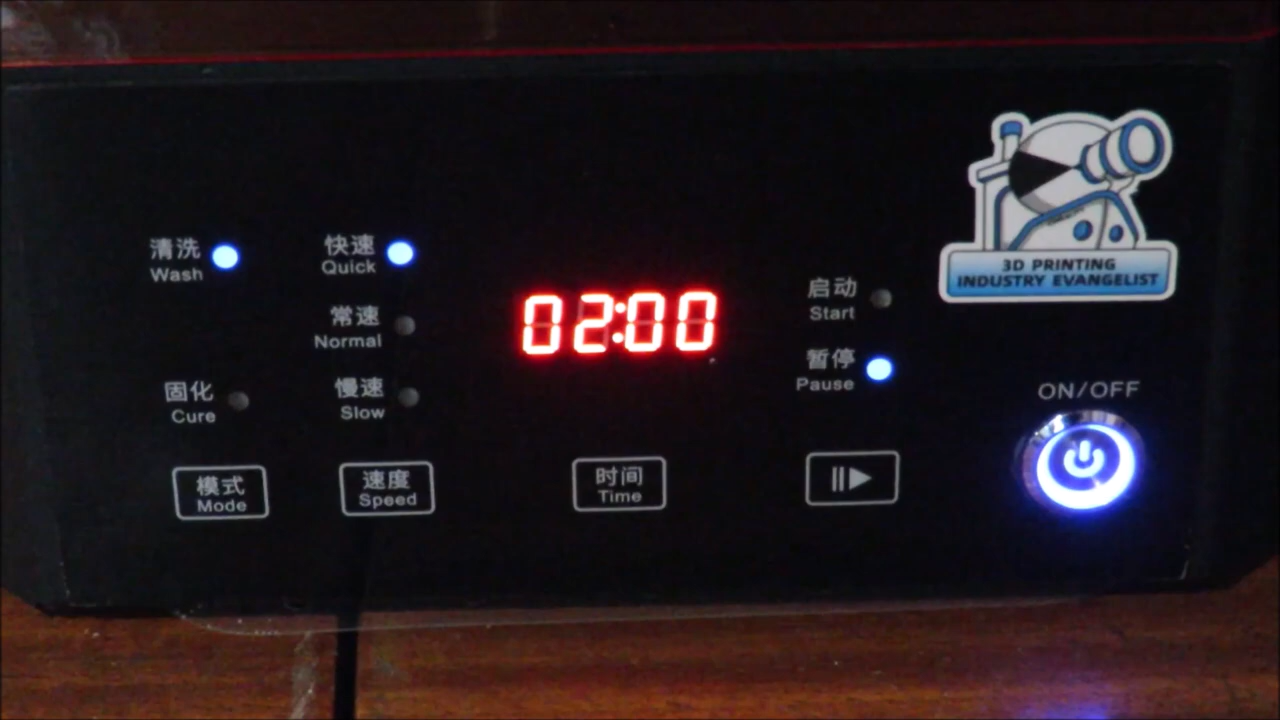 清洗
Wash
快速
Quick
常速
Normal
固化
Cure
慢速
Slow
02:00
启动
Start
暂停
Pause
3D PRINTING
INDUSTRY EVANGELIST
ON/OFF
模式
Mode
速度
Speed
时间
Time